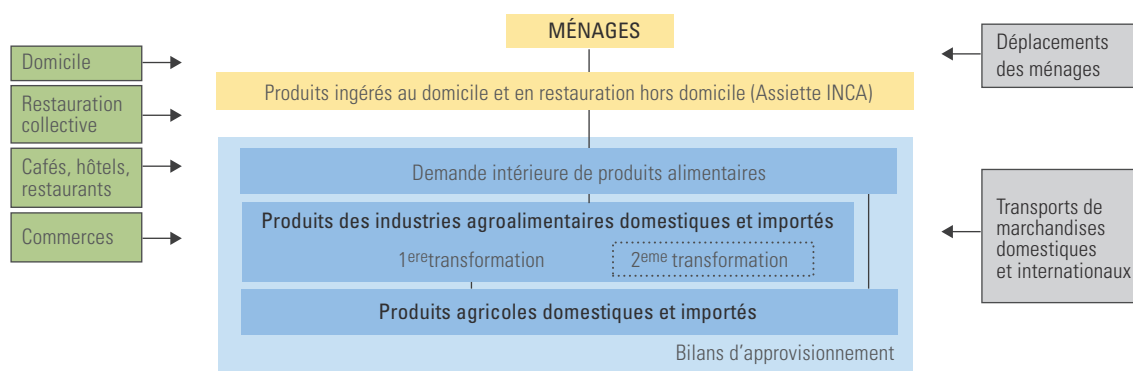 MÉNAGES
Domicile
Restauration
collective
Cafés, hôtels,
restaurants
Commerces
Produits ingérés au domicile et en restauration hors domicile (Assiette INCA)
Demande intérieure de produits alimentaires
Produits des industries agroalimentaires domestiques et importés
1ere transformation
2eme transformation
Produits agricoles domestiques et importés
Bilans d’approvisionnement
Déplacements
des ménages
Transports de
marchandises
domestiques
et internationaux